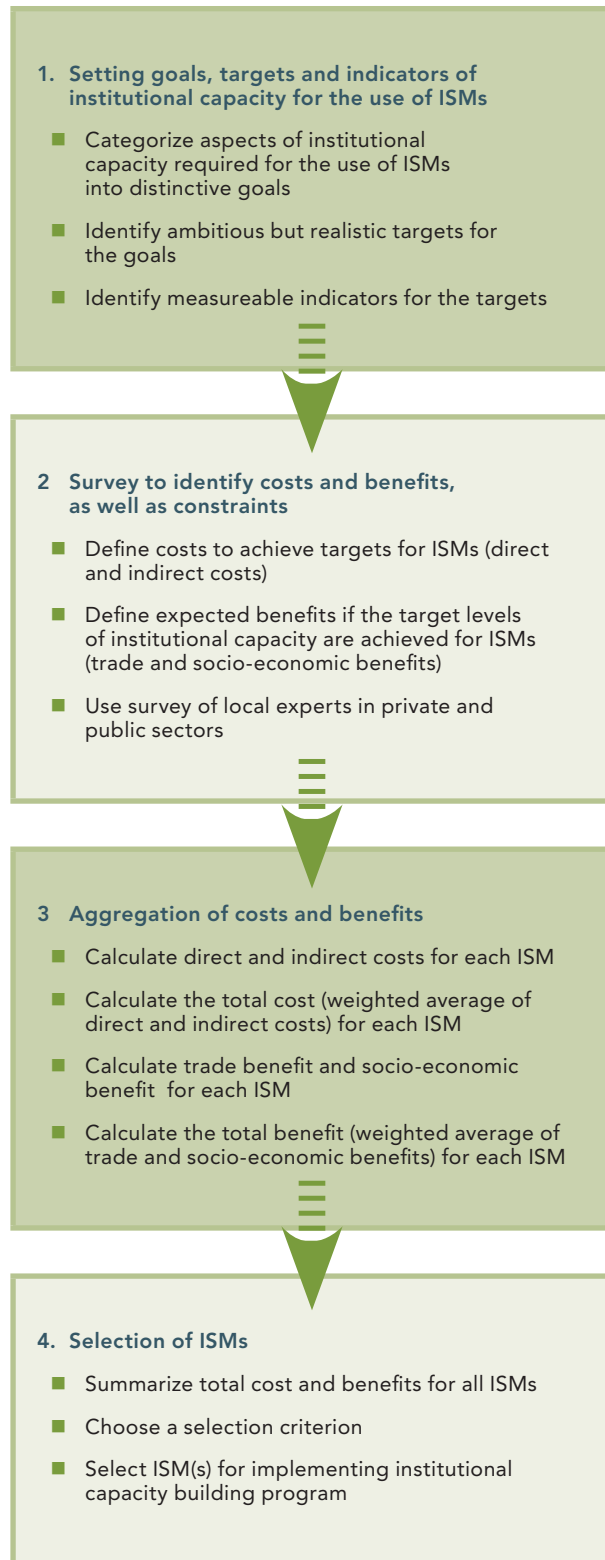 1. Setting goals, targets and indicators of
institutional capacity for the use of ISMs
■ Categorize aspects of institutional
capacity required for the use of ISMs
into distinctive goals
■ Identify ambitious but realistic targets for
the goals
■ Identify measureable indicators for the targets
2 Survey to identify costs and benefits,
as well as constraints
■ Define costs to achieve targets for ISMs (direct
and indirect costs)
■ Define expected benefits if the target levels
of institutional capacity are achieved for ISMs
(trade and socio-economic benefits)
■ Use survey of local experts in private and
public sectors
3 Aggregation of costs and benefits
■ Calculate direct and indirect costs for each ISM
■ Calculate the total cost (weighted average of
direct and indirect costs) for each ISM
■ Calculate trade benefit and socio-economic
benefit for each ISM
■ Calculate the total benefit (weighted average of
trade and socio-economic benefits) for each ISM
4. Selection of ISMs
■ Summarize total cost and benefits for all ISMs
■ Choose a selection criterion
■ Select ISM(s) for implementing institutional
capacity building program